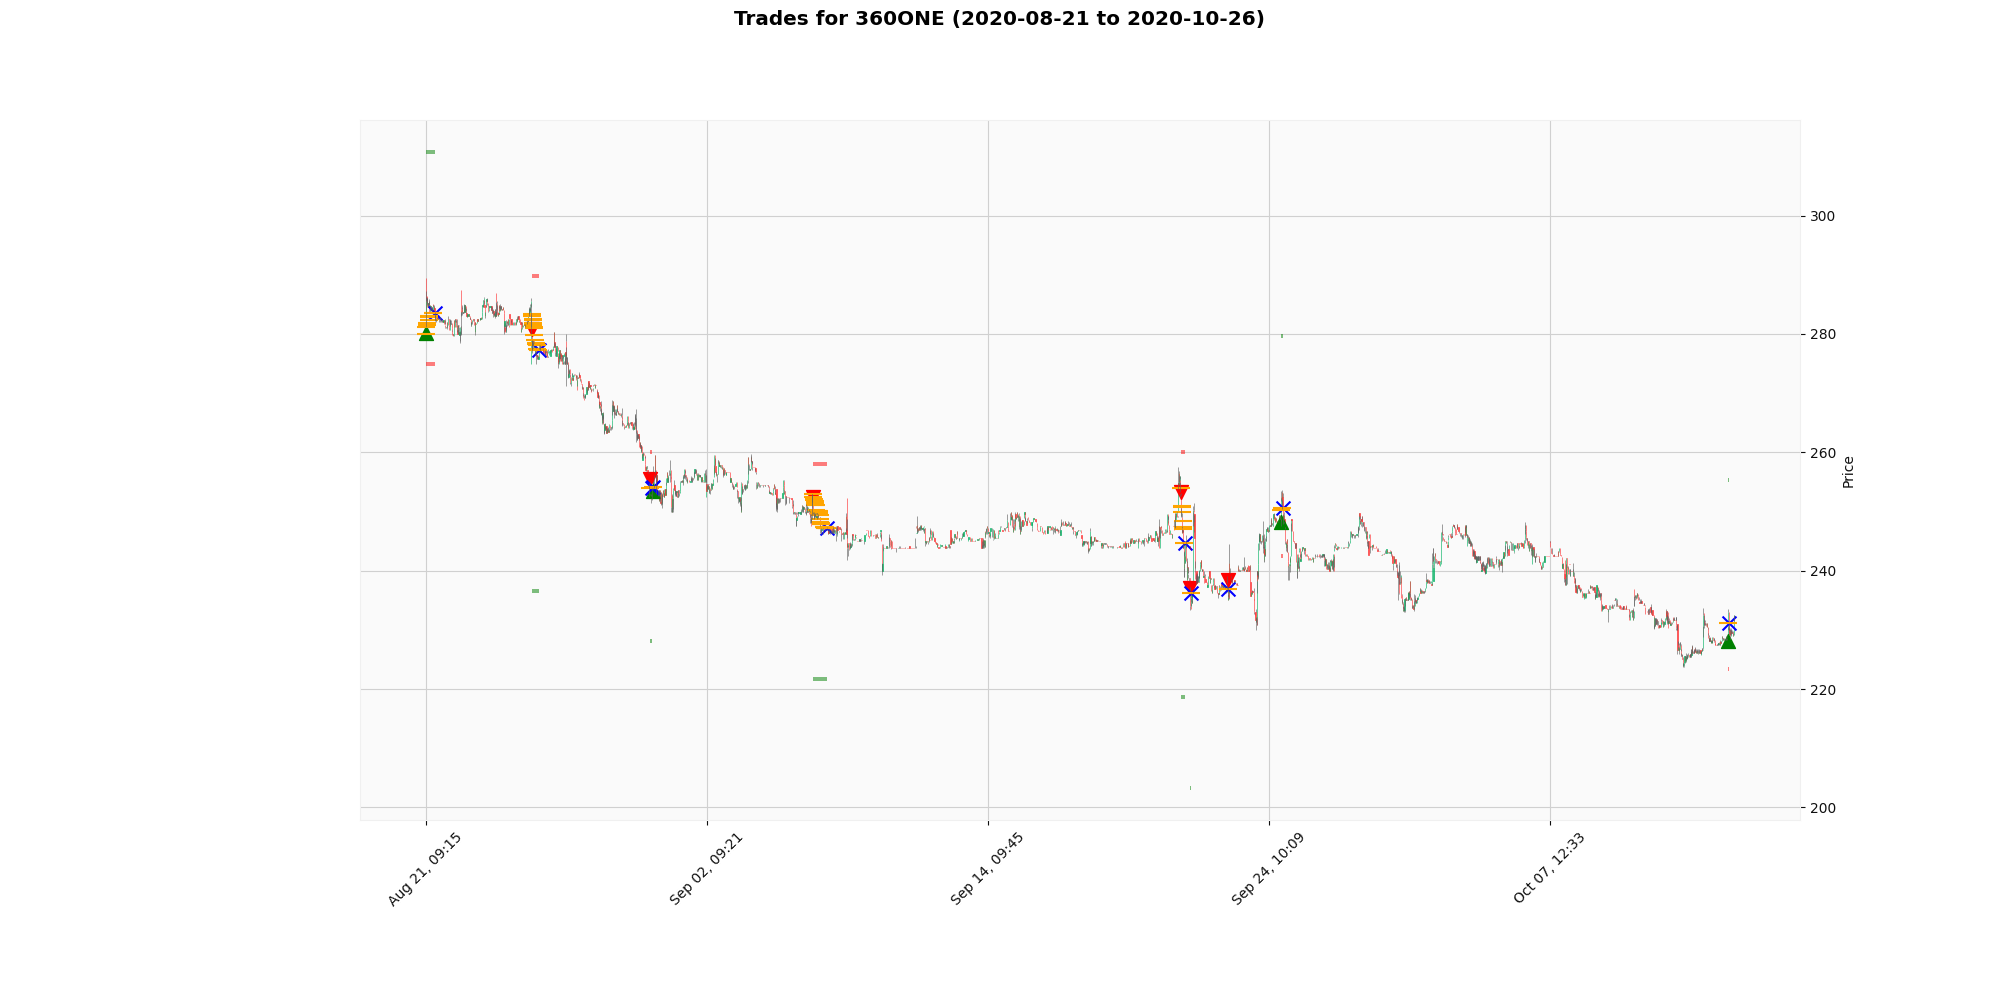 Trades for 360ONE (2020-08-21 to 2020-10-26)
300
280
260
240
220
200
Price
Aug 21, 09:15
Sep 02, 09:21
Sep 14, 09:45
Sep 24, 10:09
Oct 07, 12:33